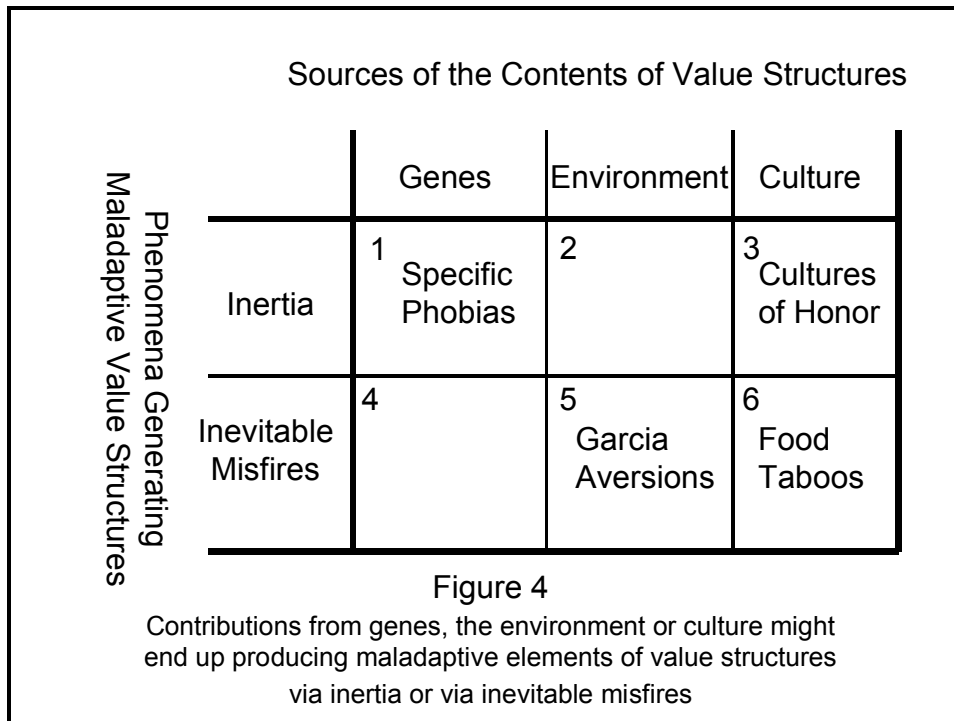 Sources of the Contents of Value Structures
Phenomena Generating
Maladaptive Value Structures
Genes
Environment
Culture
Inertia
1
Specific
Phobias
2
3
Cultures
of Honor
Inevitable
Misfires
4
5
Garcia
Aversions
6
Food
Taboos
Figure 4
Contributions from genes, the environment or culture might
end up producing maladaptive elements of value structures
via inertia or via inevitable misfires